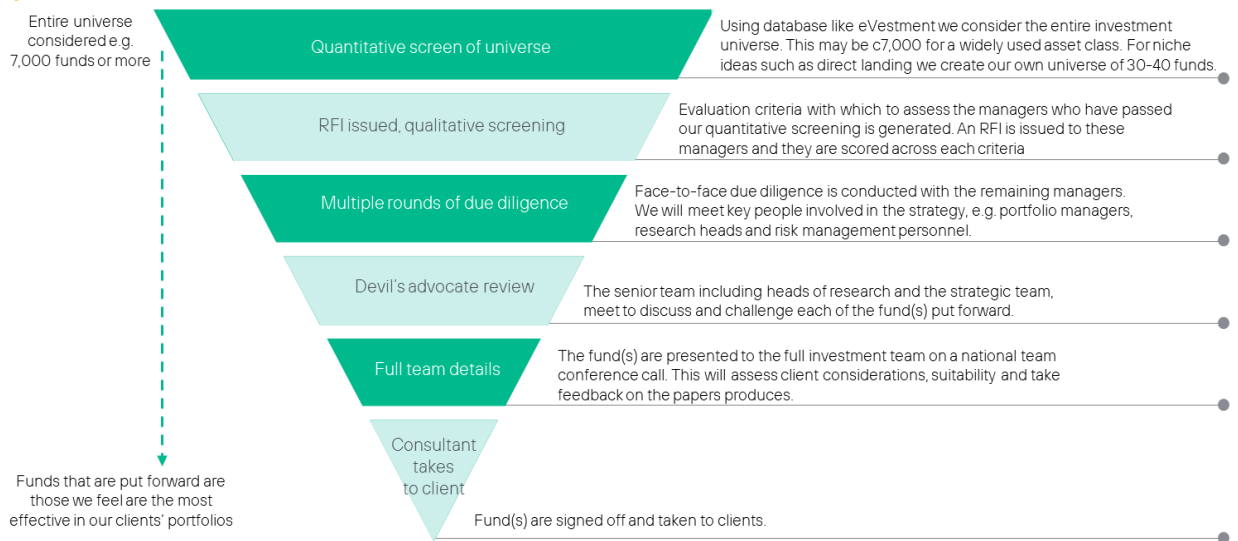 Entire universe
considered e.g.
7,000 funds or more
Quantitative screen of universe
Using database like eVestment we consider the entire investment
universe. This may be c7,000 for a widely used asset class. For niche
ideas such as direct landing we create our own universe of 30-40 funds.
RFI issued, qualitative screening
Evaluation criteria with which to assess the managers who have passed
our quantitative screening is generated. An RFI is issued to these
managers and they are scored across each criteria
Multiple rounds of due diligence
Face-to-face due diligence is conducted with the remaining managers.
We will meet key people involved in the strategy, e.g. portfolio managers,
research heads and risk management personnel.
Devil's advocate review
The senior team including heads of research and the strategic team,
meet to discuss and challenge each of the fund(s) put forward.
Full team details
The fund(s) are presented to the full investment team on a national team
conference call. This will assess client considerations, suitability and take
feedback on the papers produces.
Consultant
takes
to client
Funds that are put forward are
those we feel are the most
effective in our clients' portfolios
Fund(s) are signed off and taken to clients.